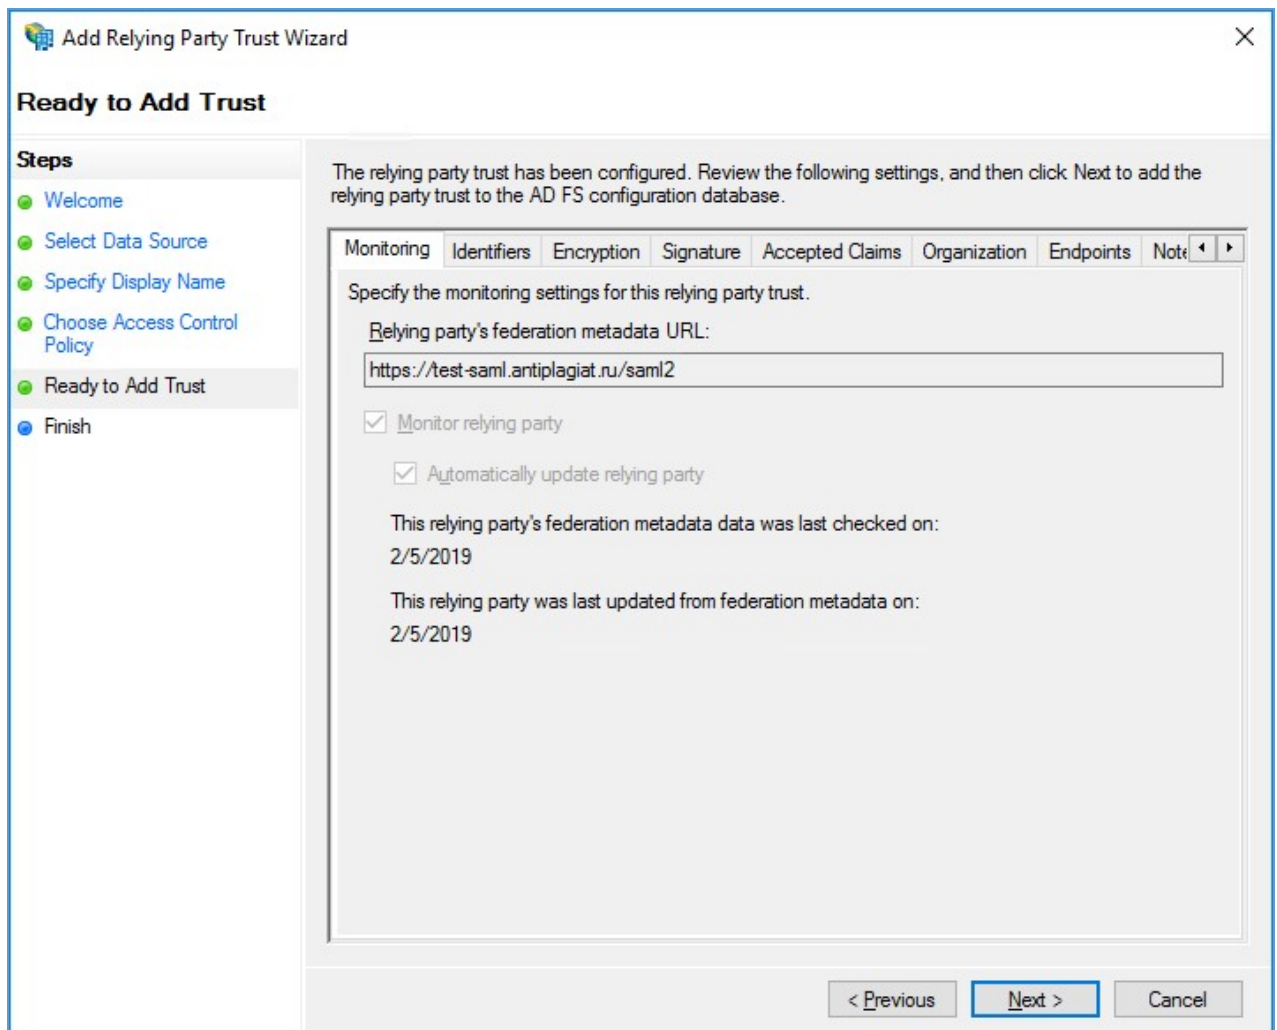 Add Relying Party Trust Wizard
Ready to Add Trust
Steps
Welcome
Select Data Source
Specify Display Name
Choose Access Control
Policy
Ready to Add Trust
Finish
The relying party trust has been configured. Review the following settings, and then click Next to add the
relying party trust to the AD FS configuration database.
Monitoring Identifiers Encryption Signature Accepted Claims Organization Endpoints Note
Specify the monitoring settings for this relying party trust.
Relying party's federation metadata URL:
https://test-saml.antiplagiat.ru/saml2
Monitor relying party
Automatically update relying party
This relying party's federation metadata data was last checked on:
2/5/2019
This relying party was last updated from federation metadata on:
2/5/2019
< Previous Next > Cancel